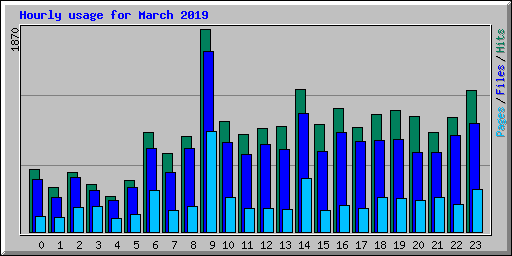 Hourly usage for March 2019
1870
Pages / Files / Hits
0 1 2 3 4 5 6 7 8 9 10 11 12 13 14 15 16 17 18 19 20 21 22 23